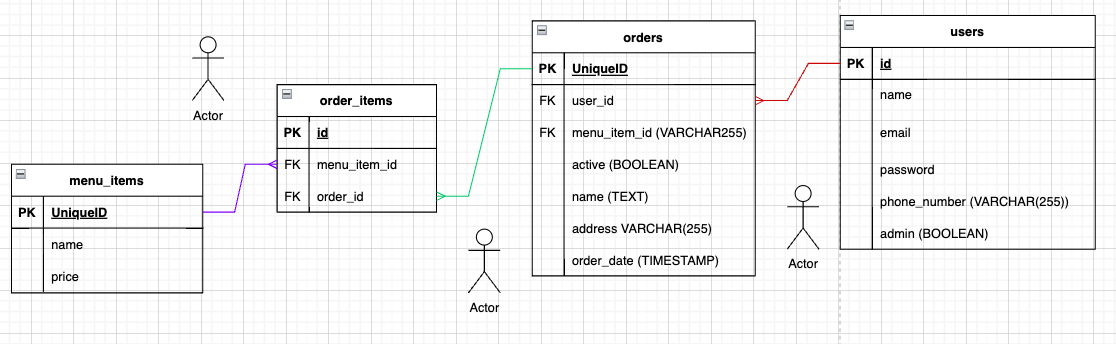 Actor
menu_items
PK UniqueID
name
price
order_items
PK id
FK menu_item_id
FK order_id
Actor
orders
PK UniqueID
FK user_id
FK menu_item_id (VARCHAR255)
active (BOOLEAN)
name (TEXT)
address VARCHAR(255)
order_date (TIMESTAMP)
Actor
users
PK id
name
email
password
phone_number (VARCHAR(255))
admin (BOOLEAN)